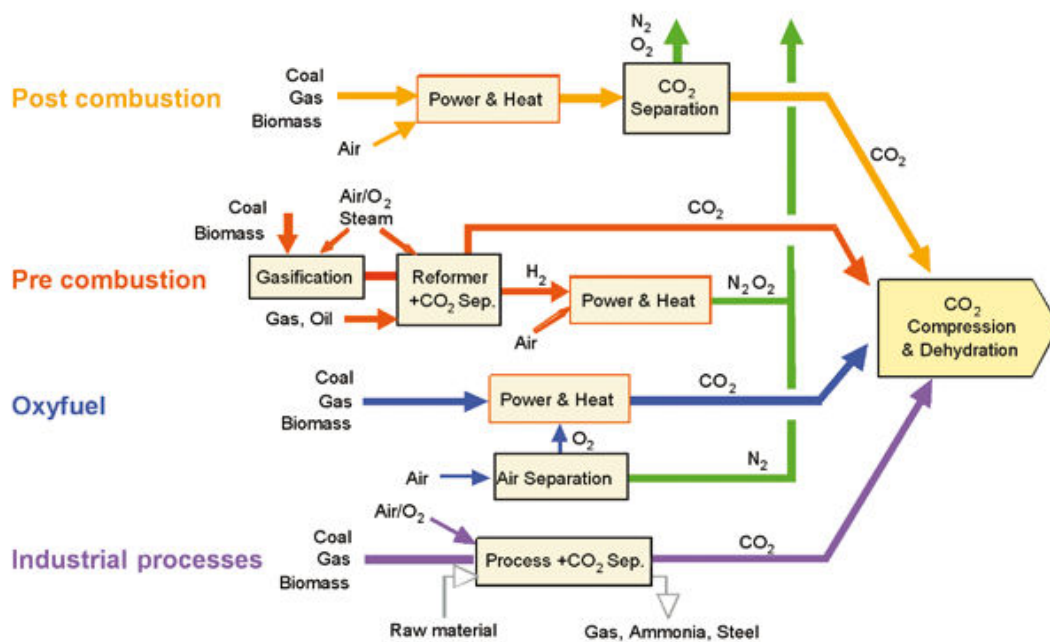 N₂
O₂
Coal
Gas
Biomass
Post combustion
Power & Heat
CO₂
Separation
Air
CO₂
Coal
Biomass
Air/O₂
Steam
CO₂
Pre combustion
Gasification
Reformer
+CO₂ Sep.
H₂
Power & Heat
N₂ O₂
Gas, Oil
Air
CO₂
Compression
& Dehydration
Coal
Gas
Biomass
Oxyfuel
Power & Heat
CO₂
O₂
Air
Air Separation
N₂
Air/O₂
Coal
Gas
Biomass
Industrial processes
Process +CO₂ Sep.
CO₂
Raw material
Gas, Ammonia, Steel